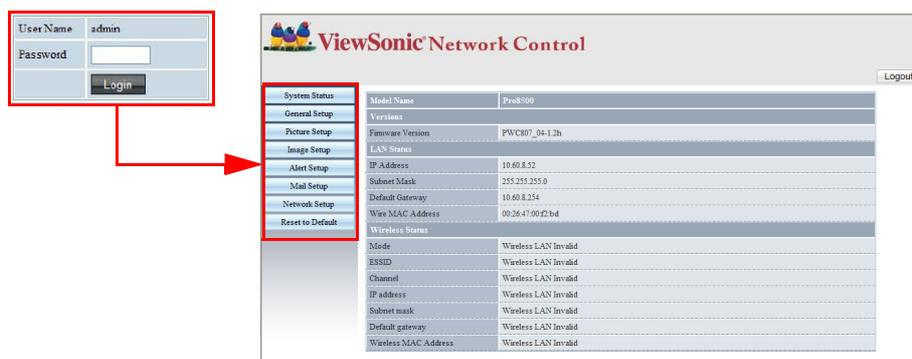 User Name admin
Password
Login
ViewSonic® Network Control
Logout
System Status
General Setup
Picture Setup
Image Setup
Alert Setup
Mail Setup
Network Setup
Reset to Default
Model Name Pro8500
Versions
Firmware Version PWC807_04-1.2h
LAN Status
IP Address 10.60.8.52
Subnet Mask 255.255.255.0
Default Gateway 10.60.8.254
Wire MAC Address 00:26:47:00:f2:bd
Wireless Status
Mode Wireless LAN Invalid
ESSID Wireless LAN Invalid
Channel Wireless LAN Invalid
IP address Wireless LAN Invalid
Subnet mask Wireless LAN Invalid
Default gateway Wireless LAN Invalid
Wireless MAC Address Wireless LAN Invalid